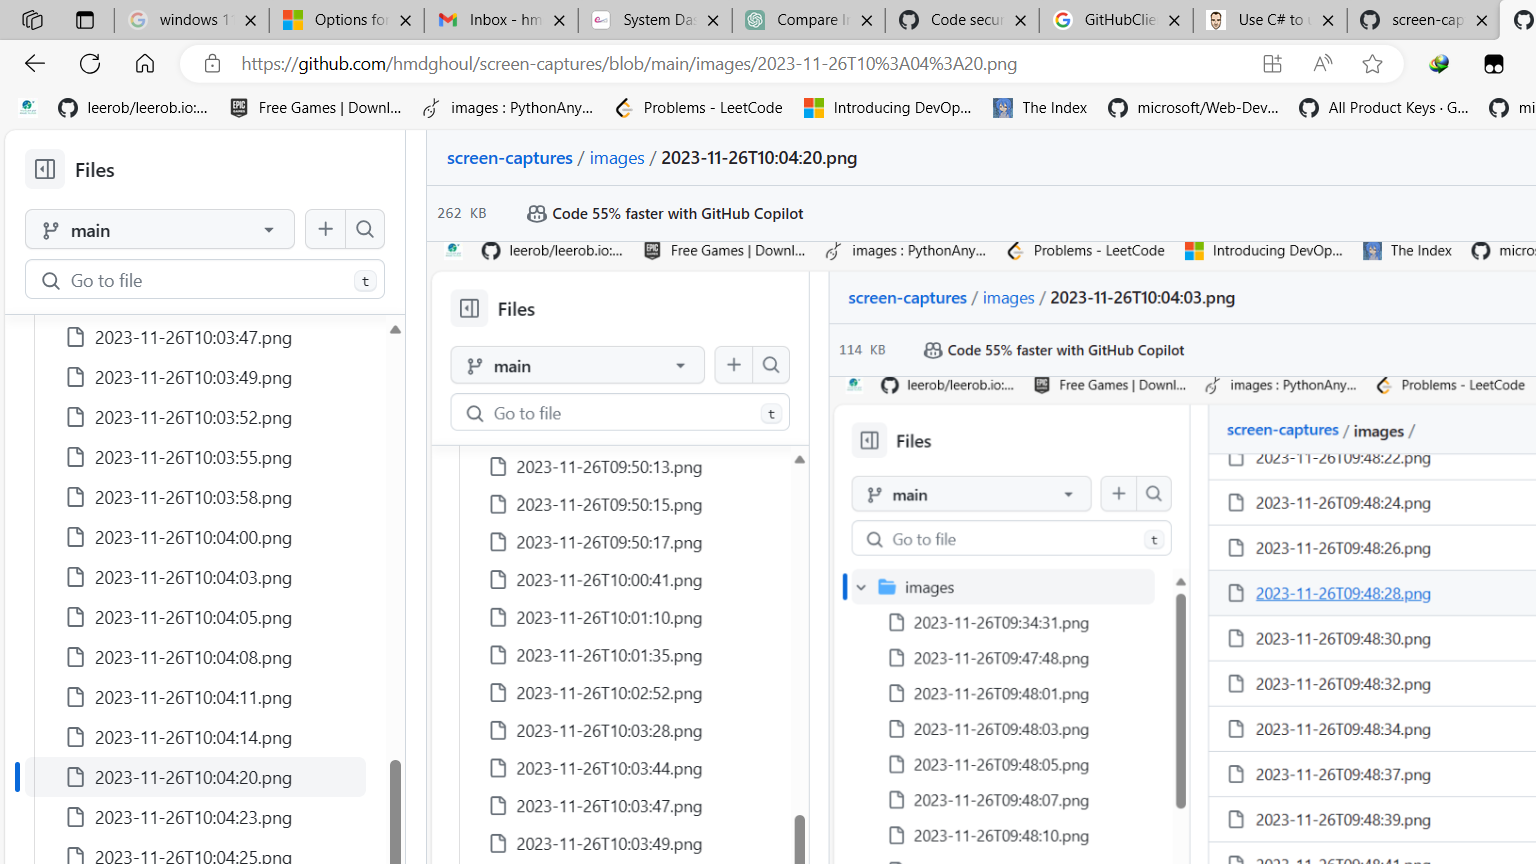 windows 1
Options fo
Inbox - hm
System Da
Compare I
Code secu
GitHubClie
Use C# to
screen-cap
https://github.com/hmdghoul/screen-captures/blob/main/images/2023-11-26T10%3A04%3A20.png
leerob/leerob.io:...
EPIC
Free Games | Downl...
images : PythonAny...
Problems - LeetCode
Introducing DevOp...
The Index
microsoft/Web-Dev...
All Product Keys · G...
mi
Files
main
Go to file
t
2023-11-26T10:03:47.png
2023-11-26T10:03:49.png
2023-11-26T10:03:52.png
2023-11-26T10:03:55.png
2023-11-26T10:03:58.png
2023-11-26T10:04:00.png
2023-11-26T10:04:03.png
2023-11-26T10:04:05.png
2023-11-26T10:04:08.png
2023-11-26T10:04:11.png
2023-11-26T10:04:14.png
2023-11-26T10:04:20.png
2023-11-26T10:04:23.png
2023-11-26T10:04:25.png
screen-captures / images / 2023-11-26T10:04:20.png
262 KB
Code 55% faster with GitHub Copilot
leerob/leerob.io:...
EPIC
Free Games | Downl...
images : PythonAny...
Problems - LeetCode
Introducing DevOp...
The Index
micros
Files
main
Go to file
t
2023-11-26T09:50:13.png
2023-11-26T09:50:15.png
2023-11-26T09:50:17.png
2023-11-26T10:00:41.png
2023-11-26T10:01:10.png
2023-11-26T10:01:35.png
2023-11-26T10:02:52.png
2023-11-26T10:03:28.png
2023-11-26T10:03:44.png
2023-11-26T10:03:47.png
2023-11-26T10:03:49.png
screen-captures / images / 2023-11-26T10:04:03.png
114 KB
Code 55% faster with GitHub Copilot
leerob/leerob.io:...
EPIC
Free Games | Downl...
images : PythonAny...
Problems - LeetCode
Files
main
Go to file
t
images
2023-11-26T09:34:31.png
2023-11-26T09:47:48.png
2023-11-26T09:48:01.png
2023-11-26T09:48:03.png
2023-11-26T09:48:05.png
2023-11-26T09:48:07.png
2023-11-26T09:48:10.png
screen-captures / images /
2023-11-26T09:48:22.png
2023-11-26T09:48:24.png
2023-11-26T09:48:26.png
2023-11-26T09:48:28.png
2023-11-26T09:48:30.png
2023-11-26T09:48:32.png
2023-11-26T09:48:34.png
2023-11-26T09:48:37.png
2023-11-26T09:48:39.png
2023-11-26T09:48:41.png